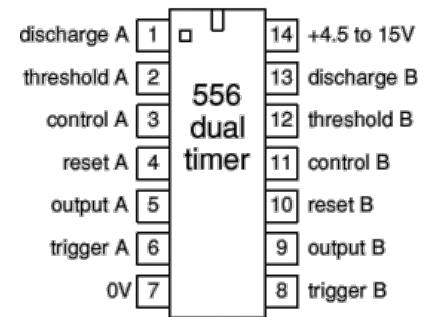 discharge A 1 14 +4.5 to 15V
threshold A 2 13 discharge B
556
control A 3 12 threshold B
dual
reset A 4 timer 11 control B
output A 5 10 reset B
trigger A 6 9 output B
0V 7 8 trigger B